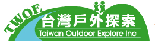 TWOE
台灣戶外探索
Taiwan Outdoor Explore Inc